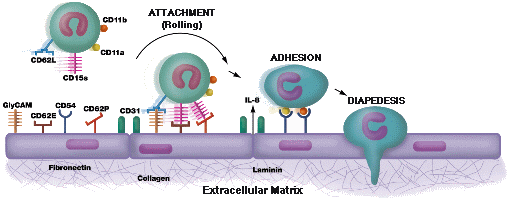 CD11b
CD11a
CD62L
CD15s
ATTACHMENT
(Rolling)
ADHESION
DIAPEDESIS
GlyCAM
CD62E
CD54
CD62P
CD31
IL-8
Fibronectin
Collagen
Laminin
Extracellular Matrix